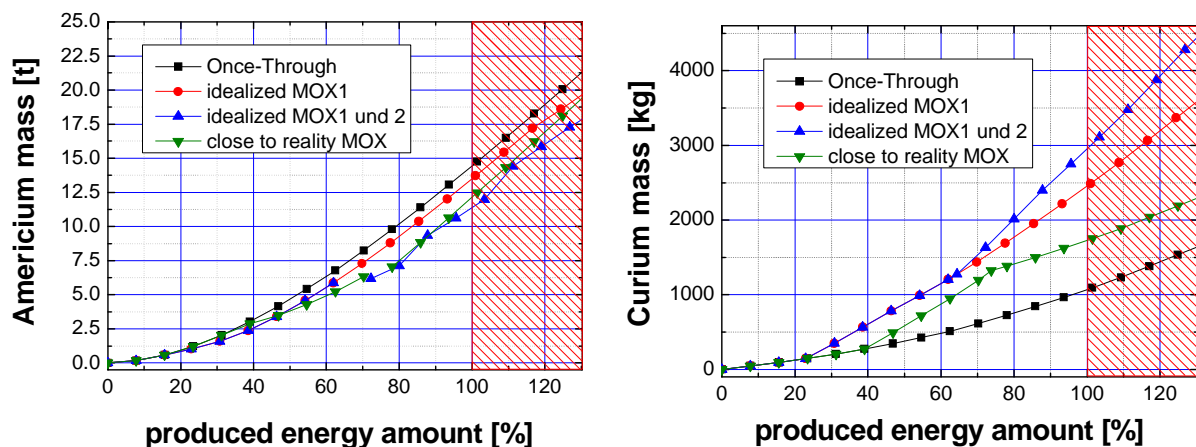 Americium mass [t]
25.0
22.5
20.0
17.5
15.0
12.5
10.0
7.5
5.0
2.5
0.0
Once-Through
idealized MOX1
idealized MOX1 und 2
close to reality MOX
0 20 40 60 80 100 120
produced energy amount [%]
Curium mass [kg]
4000
3000
2000
1000
0
Once-Through
idealized MOX1
idealized MOX1 und 2
close to reality MOX
0 20 40 60 80 100 120
produced energy amount [%]